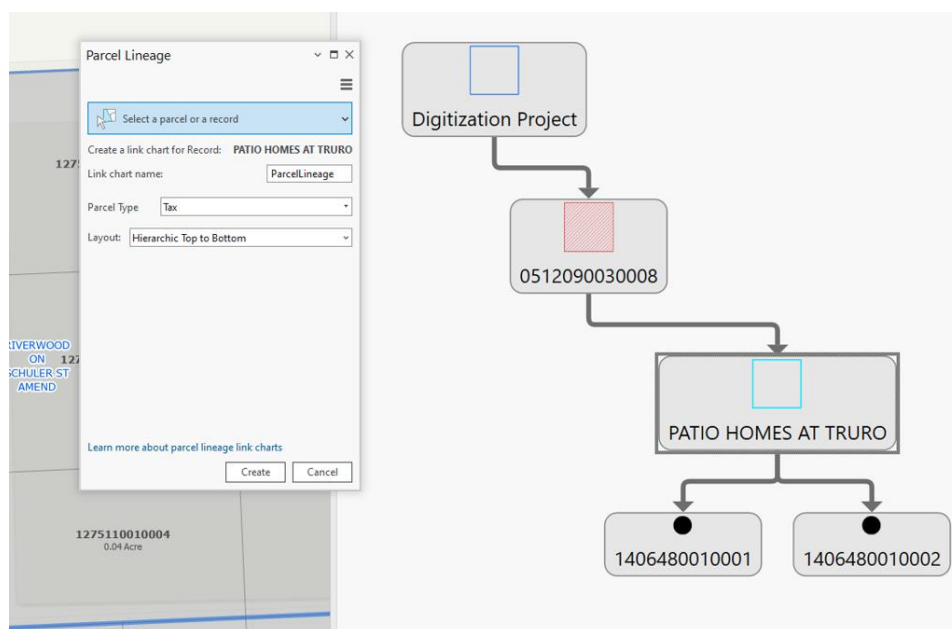 Parcel Lineage
Select a parcel or a record
Create a link chart for Record: PATIO HOMES AT TRURO
Link chart name: ParcelLineage
Parcel Type Tax
Layout: Hierarchic Top to Bottom
Learn more about parcel lineage link charts
Create Cancel
127
RIVERWOOD
ON 127
SCHULER ST
AMEND
1275110010004
0.04 Acre
Digitization Project
0512090030008
PATIO HOMES AT TRURO
1406480010001
1406480010002